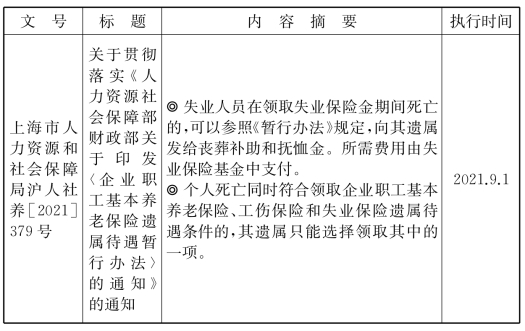 文 号
标 题
内 容 摘 要
执行时间
上海市人
力资源和
社会保障
局沪人社
养[2021]
379号
关于贯彻
落实《人
力资源社
会保障部
财政部关
于印发
〈企业职
工基本养
老保险遗
属待遇暂
行办法〉
的通知》
的通知
◎ 失业人员在领取失业保险金期间死亡
的,可以参照《暂行办法》规定,向其遗属
发给丧葬补助和抚恤金。所需费用由失
业保险基金中支付。
◎ 个人死亡同时符合领取企业职工基本
养老保险、工伤保险和失业保险遗属待
遇条件的,其遗属只能选择领取其中的
一项。
2021.9.1